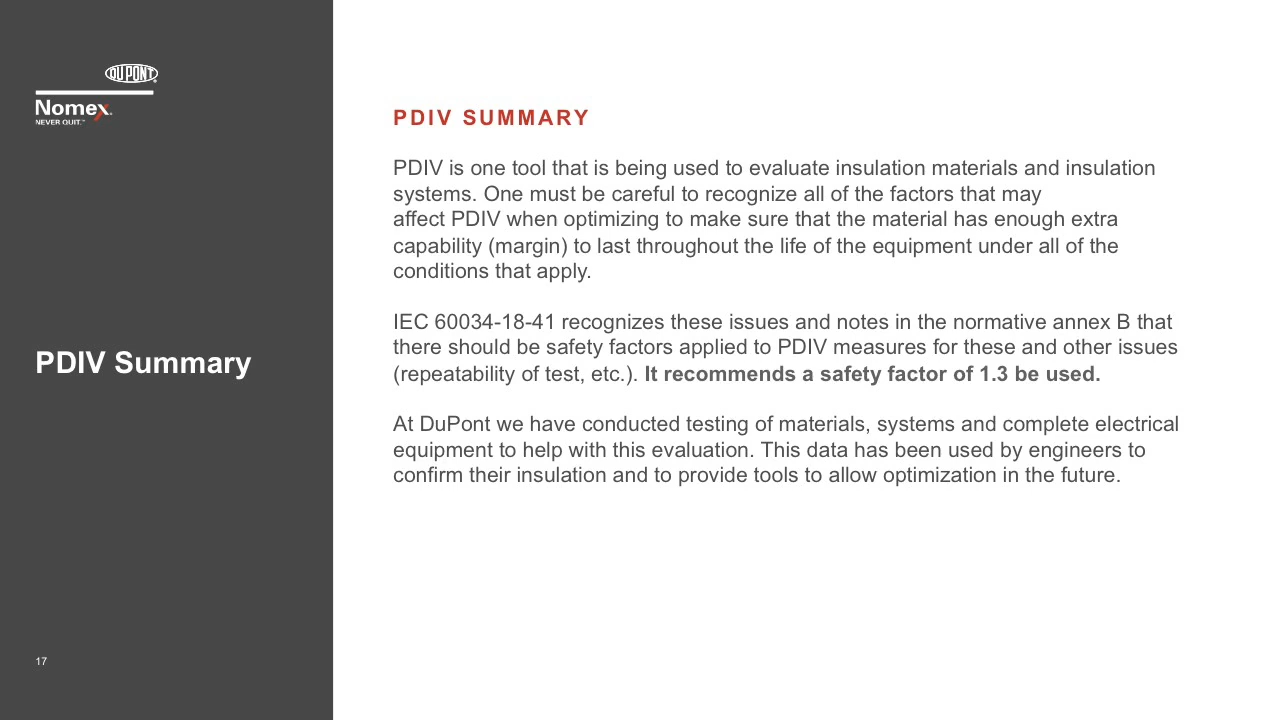 DU PONT®
Nomex®
NEVER QUIT.™
PDIV Summary
17
PDIV SUMMARY
PDIV is one tool that is being used to evaluate insulation materials and insulation
systems. One must be careful to recognize all of the factors that may
affect PDIV when optimizing to make sure that the material has enough extra
capability (margin) to last throughout the life of the equipment under all of the
conditions that apply.
IEC 60034-18-41 recognizes these issues and notes in the normative annex B that
there should be safety factors applied to PDIV measures for these and other issues
(repeatability of test, etc.). It recommends a safety factor of 1.3 be used.
At DuPont we have conducted testing of materials, systems and complete electrical
equipment to help with this evaluation. This data has been used by engineers to
confirm their insulation and to provide tools to allow optimization in the future.